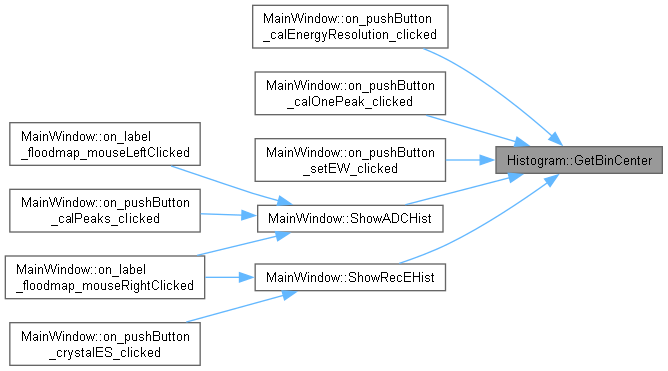 MainWindow::on_pushButton
_calEnergyResolution_clicked
MainWindow::on_pushButton
_calOnePeak_clicked
MainWindow::on_label
_floodmap_mouseLeftClicked
MainWindow::on_pushButton
_setEW_clicked
Histogram::GetBinCenter
MainWindow::on_pushButton
_calPeaks_clicked
MainWindow::ShowADCHist
MainWindow::on_label
_floodmap_mouseRightClicked
MainWindow::ShowRecEHist
MainWindow::on_pushButton
_crystalES_clicked